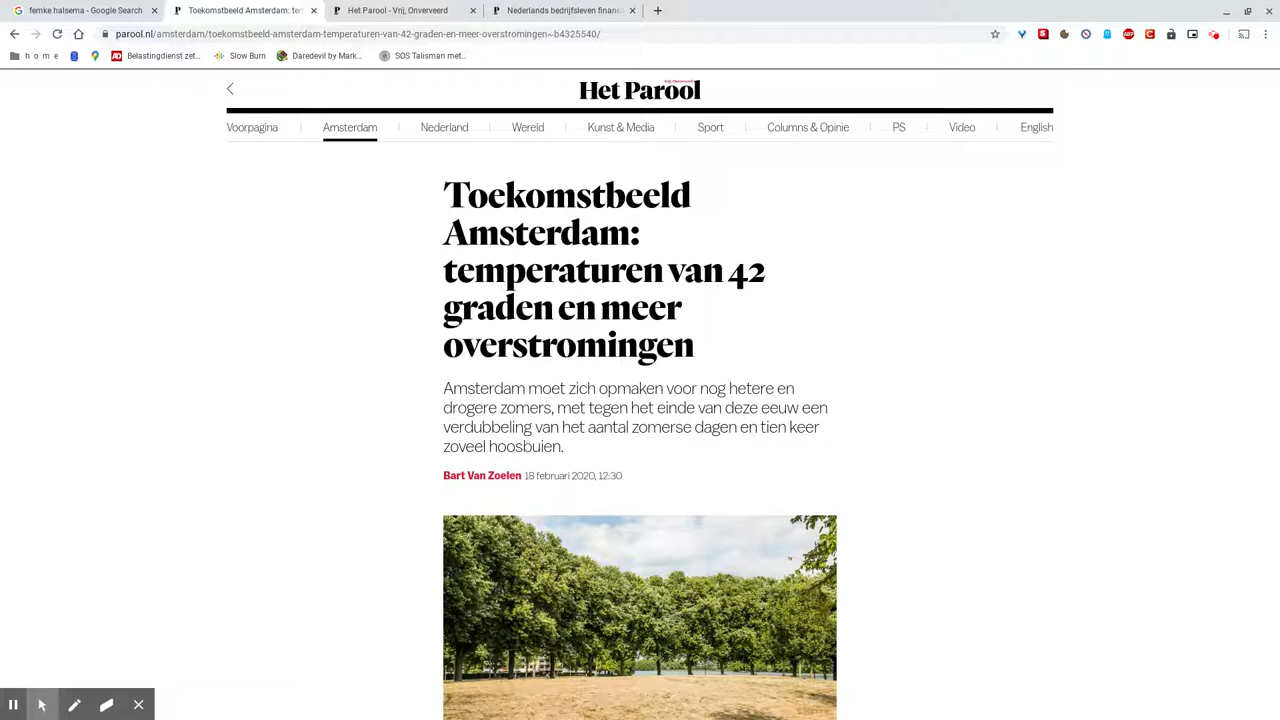 femke halsema - Google Search
Toekomstbeeld Amsterdam: ter
Het Parool - Vrij, Onverveerd
Nederlands bedrijfsleven financi
parool.nl/amsterdam/toekomstbeeld-amsterdam-temperaturen-van-42-graden-en-meer-overstromingen~b4325540/
h o m e
Belastingdienst zet...
Slow Burn
Daredevil by Mark...
SOS Talisman met...
Het Parool
Voorpagina
Amsterdam
Nederland
Wereld
Kunst & Media
Sport
Columns & Opinie
PS
Video
English
Toekomstbeeld
Amsterdam:
temperaturen van 42
graden en meer
overstromingen
Amsterdam moet zich opmaken voor nog hetere en
drogere zomers, met tegen het einde van deze eeuw een
verdubbeling van het aantal zomerse dagen en tien keer
zoveel hoosbuien.
Bart Van Zoelen 18 februari 2020, 12:30